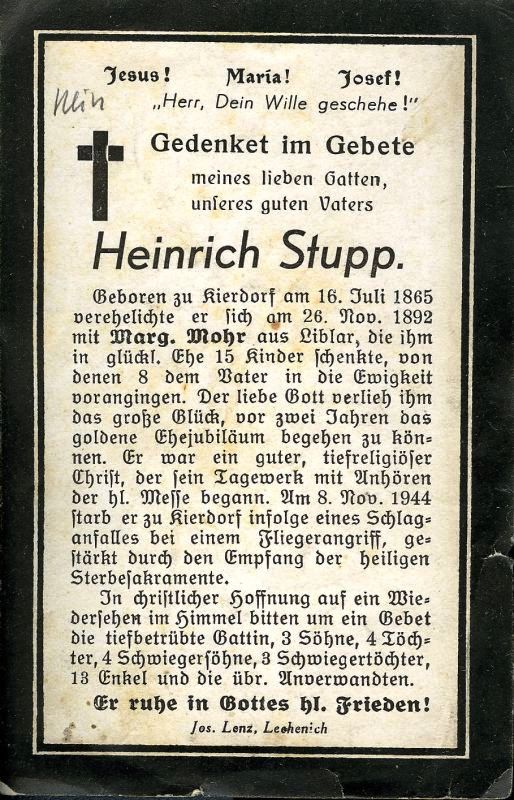 Jesus! Maria! Josef!
„Herr, Dein Wille geschehe!"
Gedenket im Gebete
meines lieben Gatten,
unseres guten Vaters
Heinrich Stupp.
Geboren zu Kierdorf am 16. Juli 1865
verehelichte er sich am 26. Nov. 1892
mit Marg. Mohr aus Liblar, die ihm
in glückl. Ehe 15 Kinder schenkte, von
denen 8 dem Vater in die Ewigkeit
vorangingen. Der liebe Gott verlieh ihm
das große Glück, vor zwei Jahren das
goldene Ehejubiläum begehen zu kön-
nen. Er war ein guter, tiefreligiöser
Christ, der sein Tagewerk mit Anhören
der hl. Messe begann. Am 8. Nov. 1944
starb er zu Kierdorf infolge eines Schlag-
anfalles bei einem Fliegerangriff, ge-
stärkt durch den Empfang der heiligen
Sterbesakramente.
In christlicher Hoffnung auf ein Wie-
dersehen im Himmel bitten um ein Gebet
die tiefbetrübte Gattin, 3 Söhne, 4 Töch-
ter, 4 Schwiegersöhne, 3 Schwiegertöchter,
13 Enkel und die übr. Anverwandten.
Er ruhe in Gottes hl. Frieden!
Jos. Lenz, Lechenich